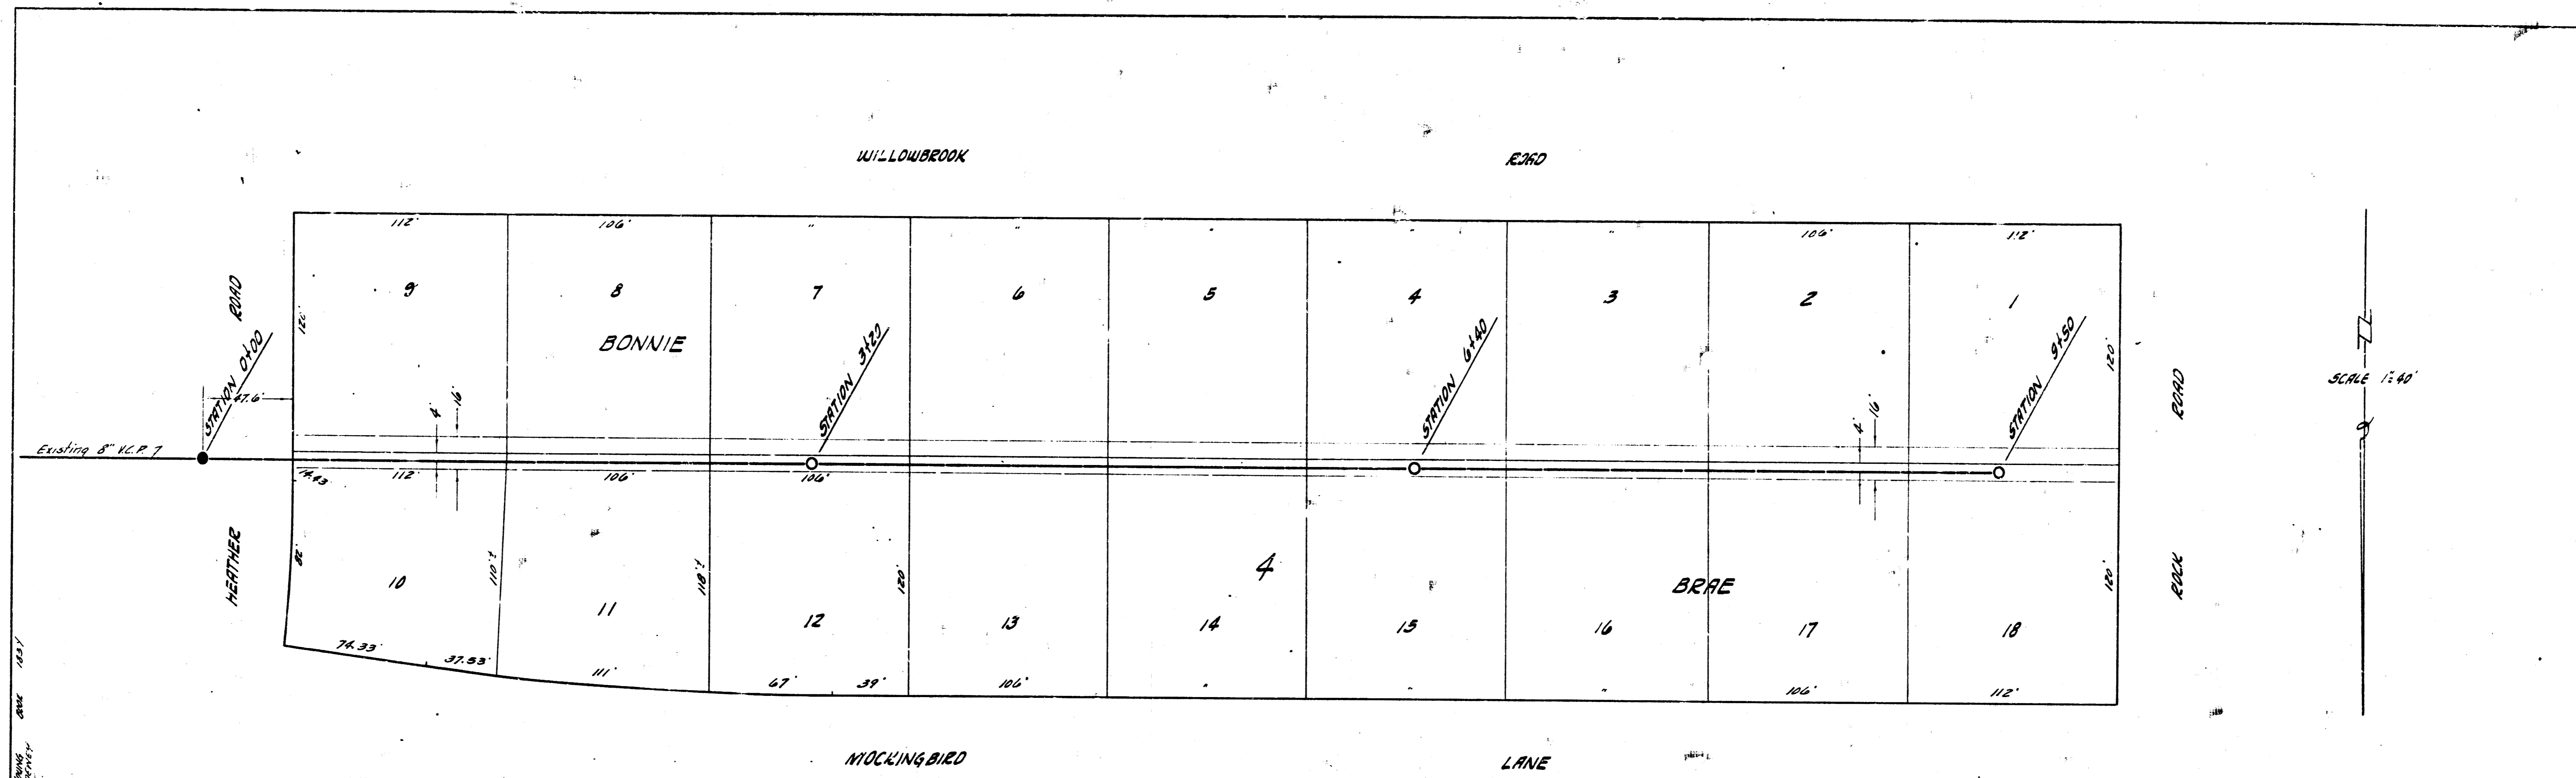 WILLOWBROOK ROAD
112' 106' " " " " " 106' 112'
9 8 7 6 5 4 3 2 1
HEATHER ROAD
120'
BONNIE
STATION 0+00
STATION 3+20
STATION 6+40
STATION 9+50
120'
ROCK ROAD
SCALE 1"=40'
47.6'
4' 16'
4' 16'
Existing 8" V.C.P.
14.43
112' 106' 106'
82'
110'±
118'±
120'
120'
4
BRAE
10 11 12 13 14 15 16 17 18
74.33' 37.53' 111' 67' 39' 106' " " " 106' 112'
BOOK 183Y
MOCKINGBIRD LANE